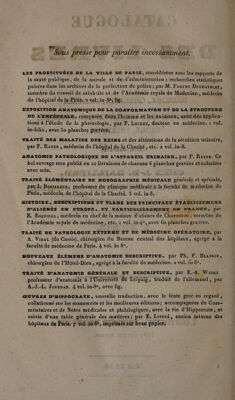 Sous presse pour paraître incessamment.
LES PROSTITUÉES DE LA VILLE DE PARIS, considérées sous les rapports de
la santé publique, de la morale et de l'administration; recherches statistiques
puisées dans les archives de la préfecture de police; par M. PARENT DUCHATELET,
membre du conseil de salubrité et de l'Académie royale de Médecine, médecin
de l'hôpital de la Pitié. 2 vol. in-8°; fig.
EXPOSITION ANATOMIQUE DE LA CONFORMATION ET DE LA STRUCTURE
DE L'ENCÉPHALE, comparées dans l'homme et les animaux, suivi des applica-
tions à l'étude de la phrénologie, par F. LEURET, docteur en médecine, 1 vol.
in-folio, avec 20 planches gravées.
TRAITÉ DES MALADIES DES REINS et des altérations de la sécrétion urinaire,
par P. RAYER, médecin de l'hôpital de la Charité, etc. 2 vol. in-8.
ANATOMIE PATHOLOGIQUE DE L'APPAREIL URINAIRE, par P. RAYER. Ce
bel ouvrage sera publié en 10 livraisons de chacune 6 planches gravées et coloriées
avec soin.
TRAITÉ ÉLÉMENTAIRE DE NOSOGRAPHIE MÉDICALE générale et spéciale,
par J. BOUILLAUD, professeur de clinique médicale à la faculté de médecine de
Paris, médecin de l'hôpital de la Charité. 3 vol. in-8.
HISTOIRE, DESCRIPTION ET PLANS DES PRINCIPAUX ÉTABLISSEMENS
D'ALIÉNÉS EN EUROPE, ET PARTICULIÈREMENT EN FRANCE, par
E. ESQUIROL, médecin en chef de la maison d'aliénés de Charenton, membre de
l'Académie royale de médecine, etc., 1 vol. in-4°, avec 60 planches gravées.
TRAITÉ DE PATHOLOGIE EXTERNE ET DE MÉDECINE OPÉRATOIRE, par
A. VIDAL (de Cassis), chirurgien du Bureau central des hôpitaux, agrégé à la
faculté de médecine de Paris. 4 vol. in-8°.
NOUVEAUX ÉLÉMENS D'ANATOMIE DESCRIPTIVE, par Ph. F. BLANDIN,
chirurgien de l'Hôtel-Dieu, agrégé à la faculté de médecine. 2 vol. in-8°.
TRAITÉ D'ANATOMIE GÉNÉRALE ET DESCRIPTIVE, par E.-A. WEBER
professeur d'anatomie à l'Université de Leipzig, traduit de l'allemand, par
A.-J.-L. JOURDAN. 4 vol. in-8°, avec fig.
ŒUVRES D'HIPPOCRATE, nouvelle traduction, avec le texte grec en regard,
collationné sur les manuscrits et les meilleures éditions; accompagnées de Com-
mentaires et de Notes médicales et philologiques, avec la vie d'Hippocrate, et
suivi d'une table générale des matières; par E. LITTRÉ, ancien interne des
hôpitaux de Paris. 7 vol. in-8°, imprimés sur beau papier.